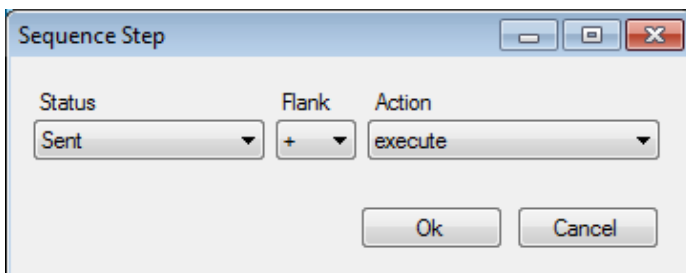 Sequence Step
Status Flank Action
Sent + execute
Ok Cancel